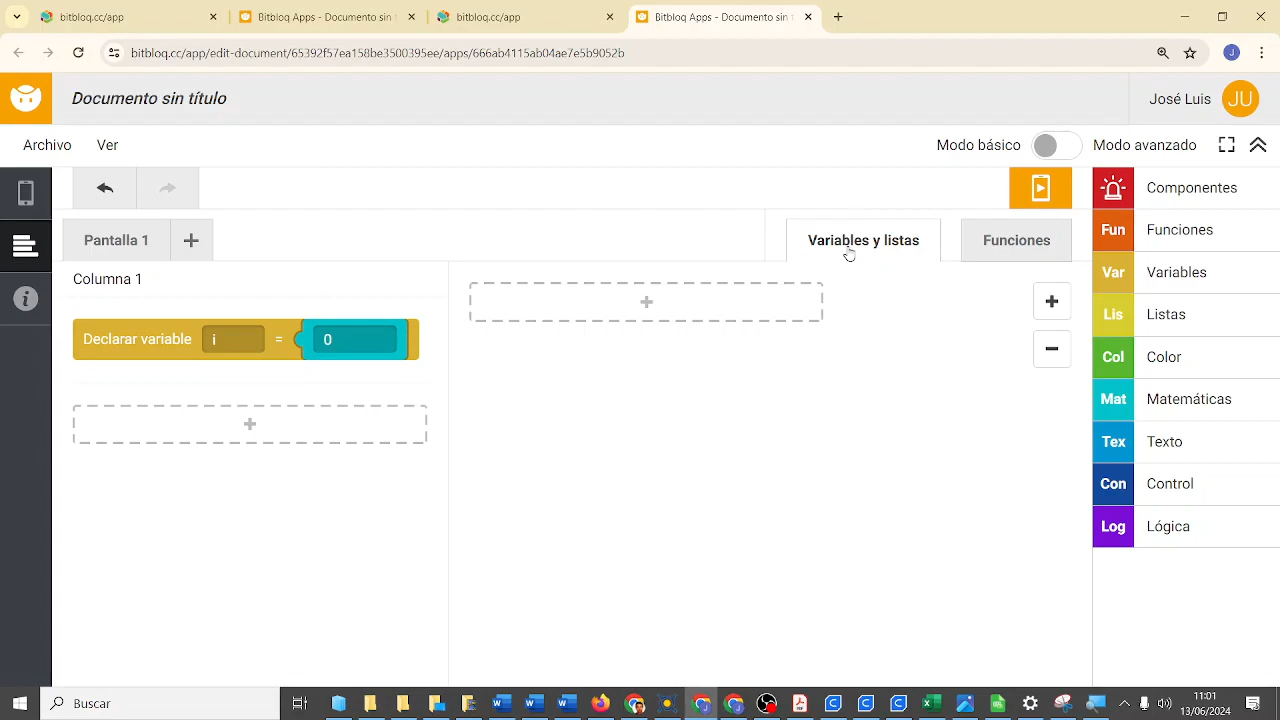 bitbloq.cc/app
Bitbloq Apps - Documento sin t
bitbloq.cc/app
Bitbloq Apps - Documento sin t
bitbloq.cc/app/edit-document/65392f57ea158be3500395ee/apps/066ab4115ab04ae7e5b9052b
J
Documento sin título
José Luis
JU
Archivo
Ver
Modo básico
Modo avanzado
Componentes
Pantalla 1
Variables y listas
Funciones
Fun Funciones
Columna 1
Var Variables
Declarar variable i = 0
Lis Listas
Col Color
Mat Matemáticas
Tex Texto
Con Control
Log Lógica
Buscar
11:01
13/06/2024